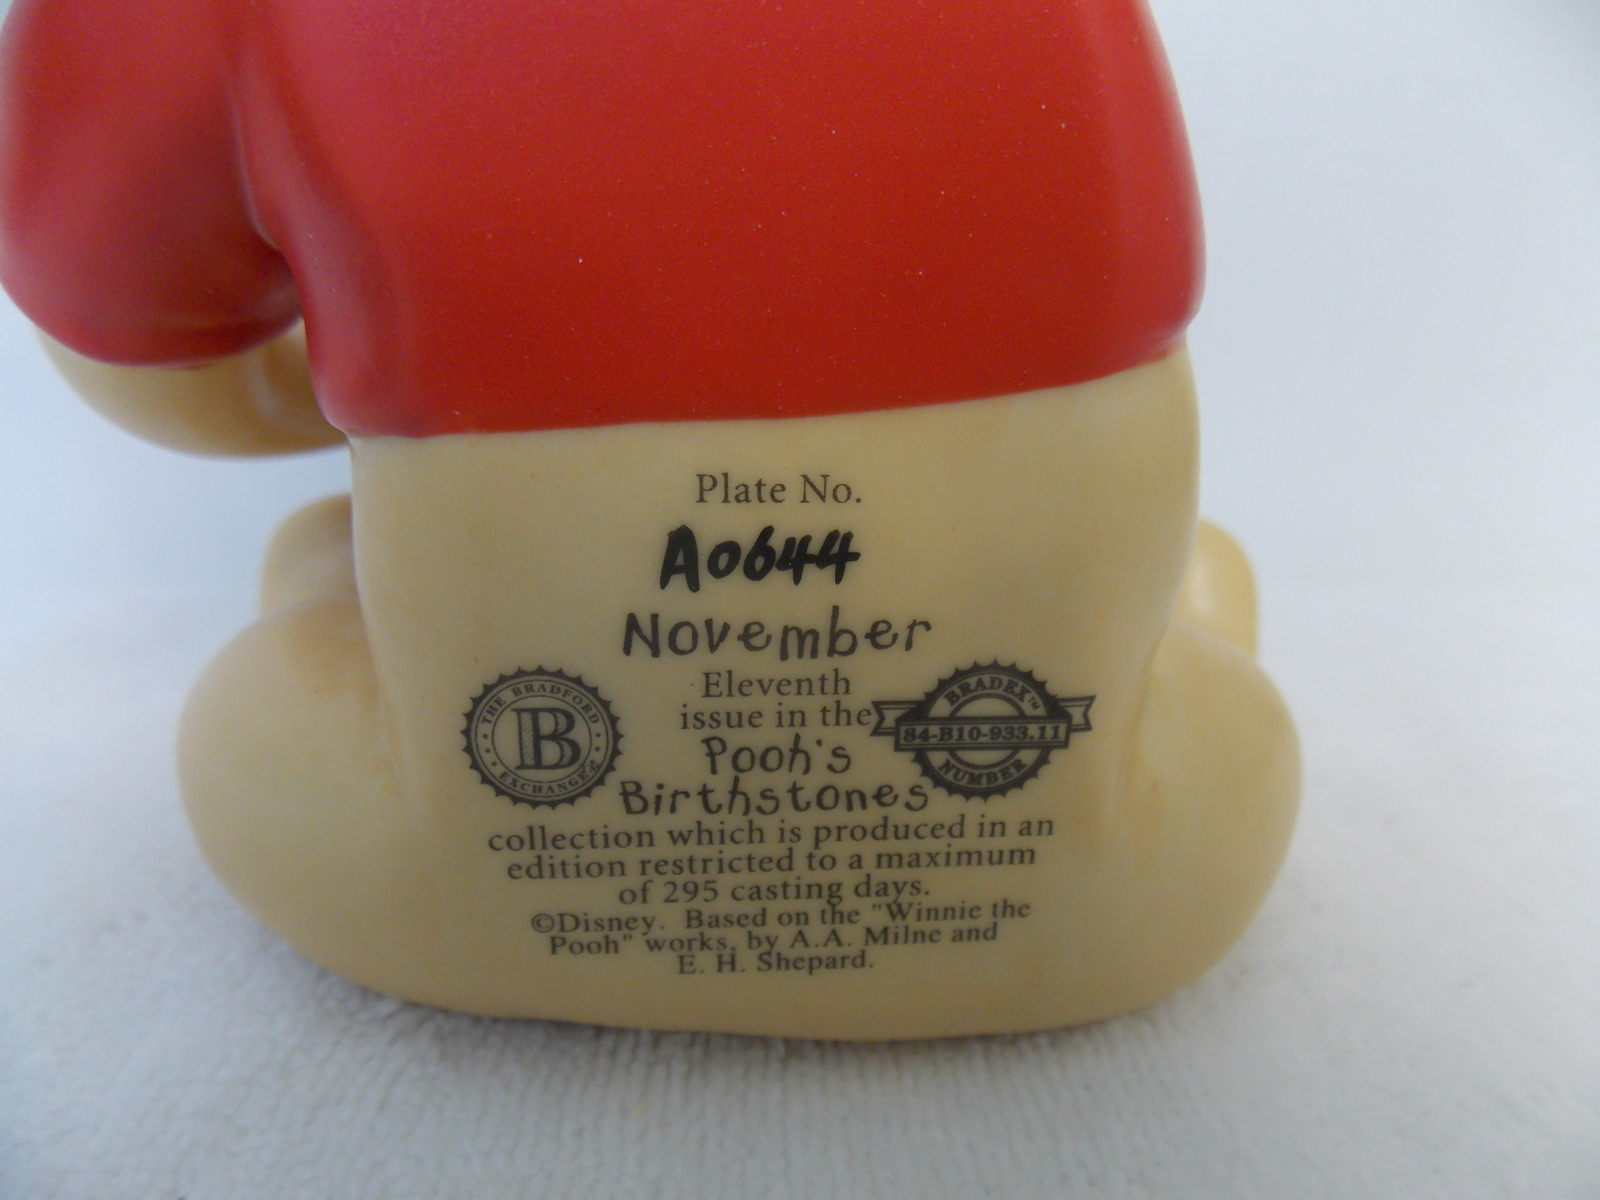 Plate No.
A0644
November
Eleventh
issue in the
Pooh's
Birthstones
collection which is produced in an
edition restricted to a maximum
of 295 casting days.
©Disney. Based on the "Winnie the
Pooh" works, by A.A. Milne and
E. H. Shepard.
THE BRADFORD
B
EXCHANGE
BRADEX™
84-B10-933.11
NUMBER